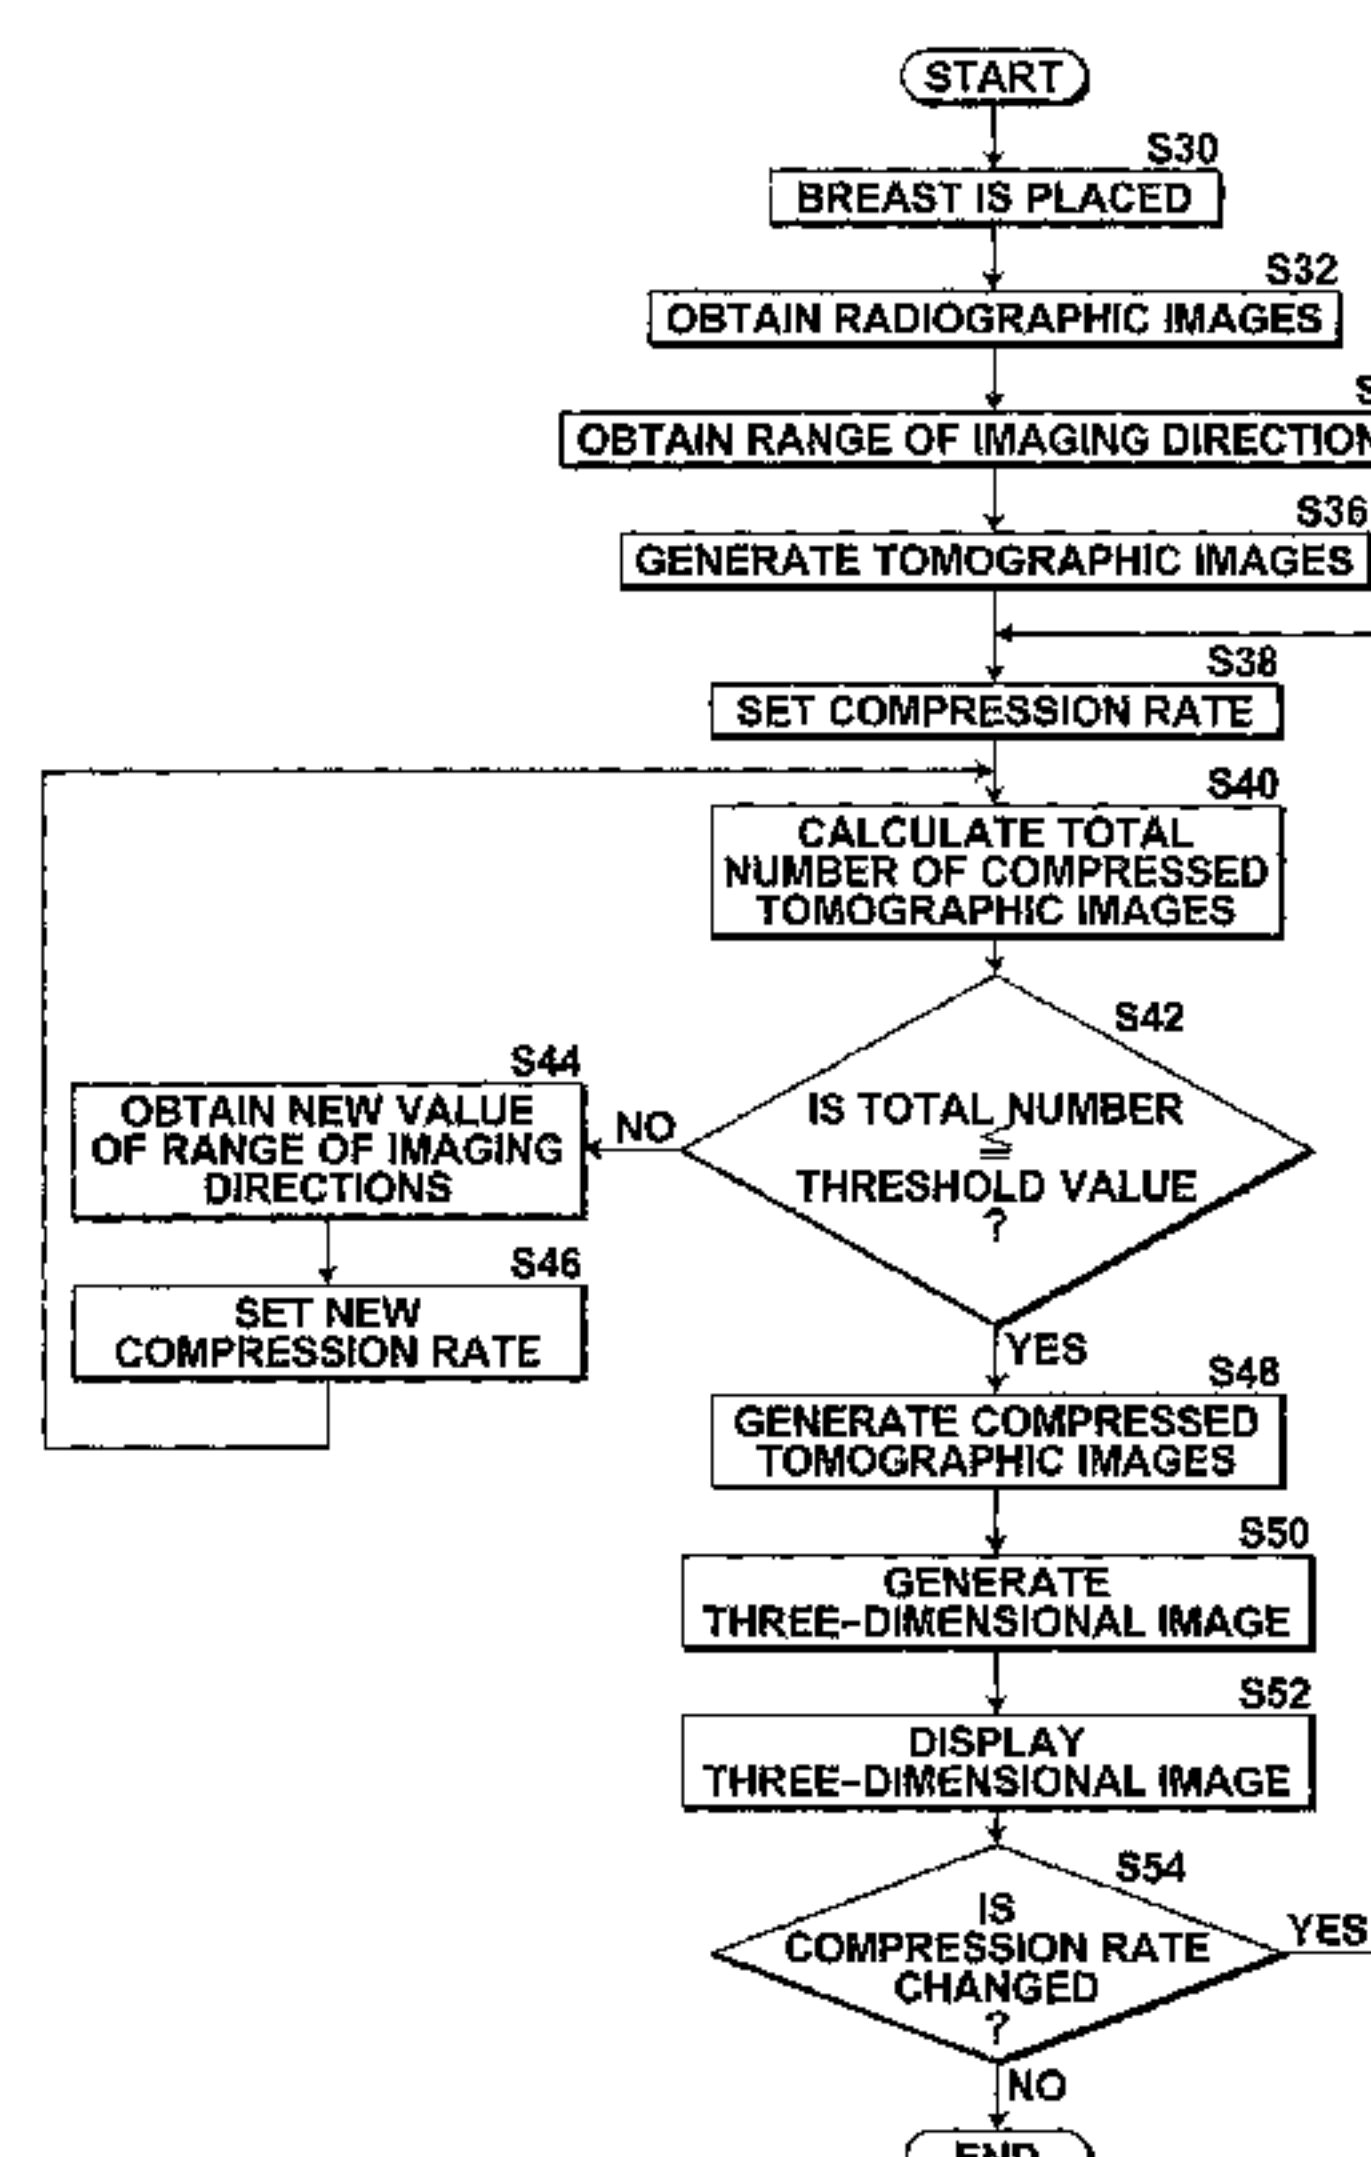 START
S30
BREAST IS PLACED
S32
OBTAIN RADIOGRAPHIC IMAGES
OBTAIN RANGE OF IMAGING DIRECTION
S36
GENERATE TOMOGRAPHIC IMAGES
S38
SET COMPRESSION RATE
S40
CALCULATE TOTAL
NUMBER OF COMPRESSED
TOMOGRAPHIC IMAGES
S42
IS TOTAL NUMBER
≦
THRESHOLD VALUE
?
NO
S44
OBTAIN NEW VALUE
OF RANGE OF IMAGING
DIRECTIONS
S46
SET NEW
COMPRESSION RATE
YES
S48
GENERATE COMPRESSED
TOMOGRAPHIC IMAGES
S50
GENERATE
THREE-DIMENSIONAL IMAGE
S52
DISPLAY
THREE-DIMENSIONAL IMAGE
S54
IS
COMPRESSION RATE
CHANGED
?
YES
NO
END